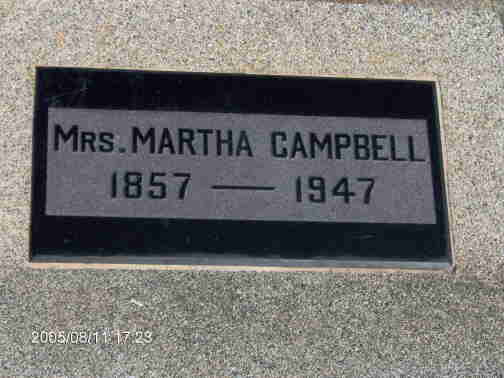 Mrs. MARTHA CAMPBELL
1857 — 1947
2005/08/11 17:23